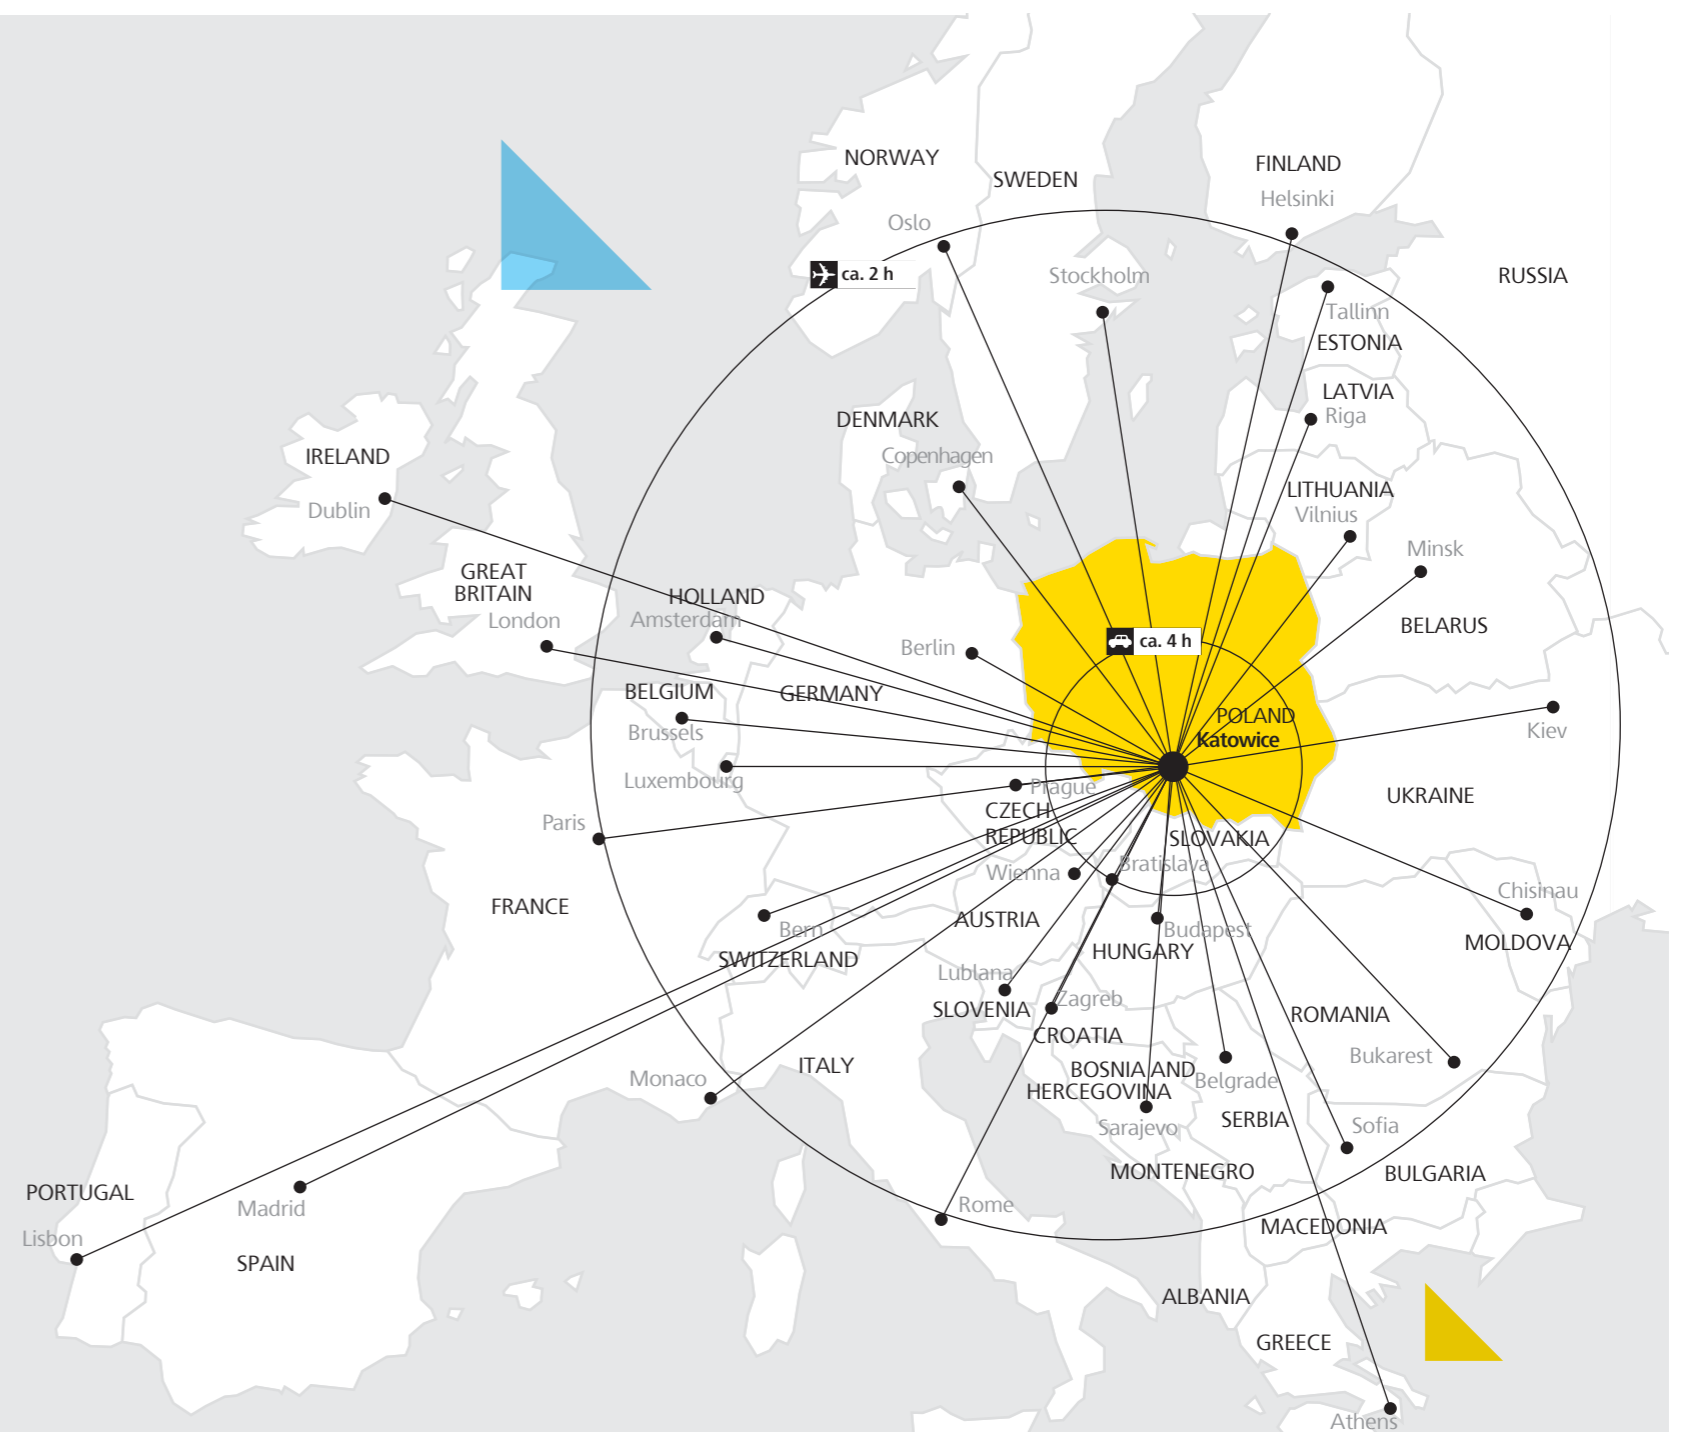 NORWAY
SWEDEN
FINLAND
Helsinki
Oslo
ca. 2 h
Stockholm
RUSSIA
Tallinn
ESTONIA
LATVIA
Riga
DENMARK
Copenhagen
IRELAND
Dublin
LITHUANIA
Vilnius
Minsk
GREAT
BRITAIN
London
HOLLAND
Amsterdam
BELARUS
Berlin
ca. 4 h
BELGIUM
Brussels
GERMANY
POLAND
Katowice
Kiev
Luxembourg
Prague
CZECH
REPUBLIC
UKRAINE
Paris
SLOVAKIA
Bratislava
Wienna
Chisinau
FRANCE
Bern
SWITZERLAND
AUSTRIA
Budapest
HUNGARY
MOLDOVA
Lublana
SLOVENIA
Zagreb
CROATIA
ROMANIA
Bukarest
ITALY
Monaco
BOSNIA AND
HERCEGOVINA
Sarajevo
Belgrade
SERBIA
Sofia
MONTENEGRO
BULGARIA
PORTUGAL
Lisbon
Madrid
SPAIN
Rome
MACEDONIA
ALBANIA
GREECE
Athens